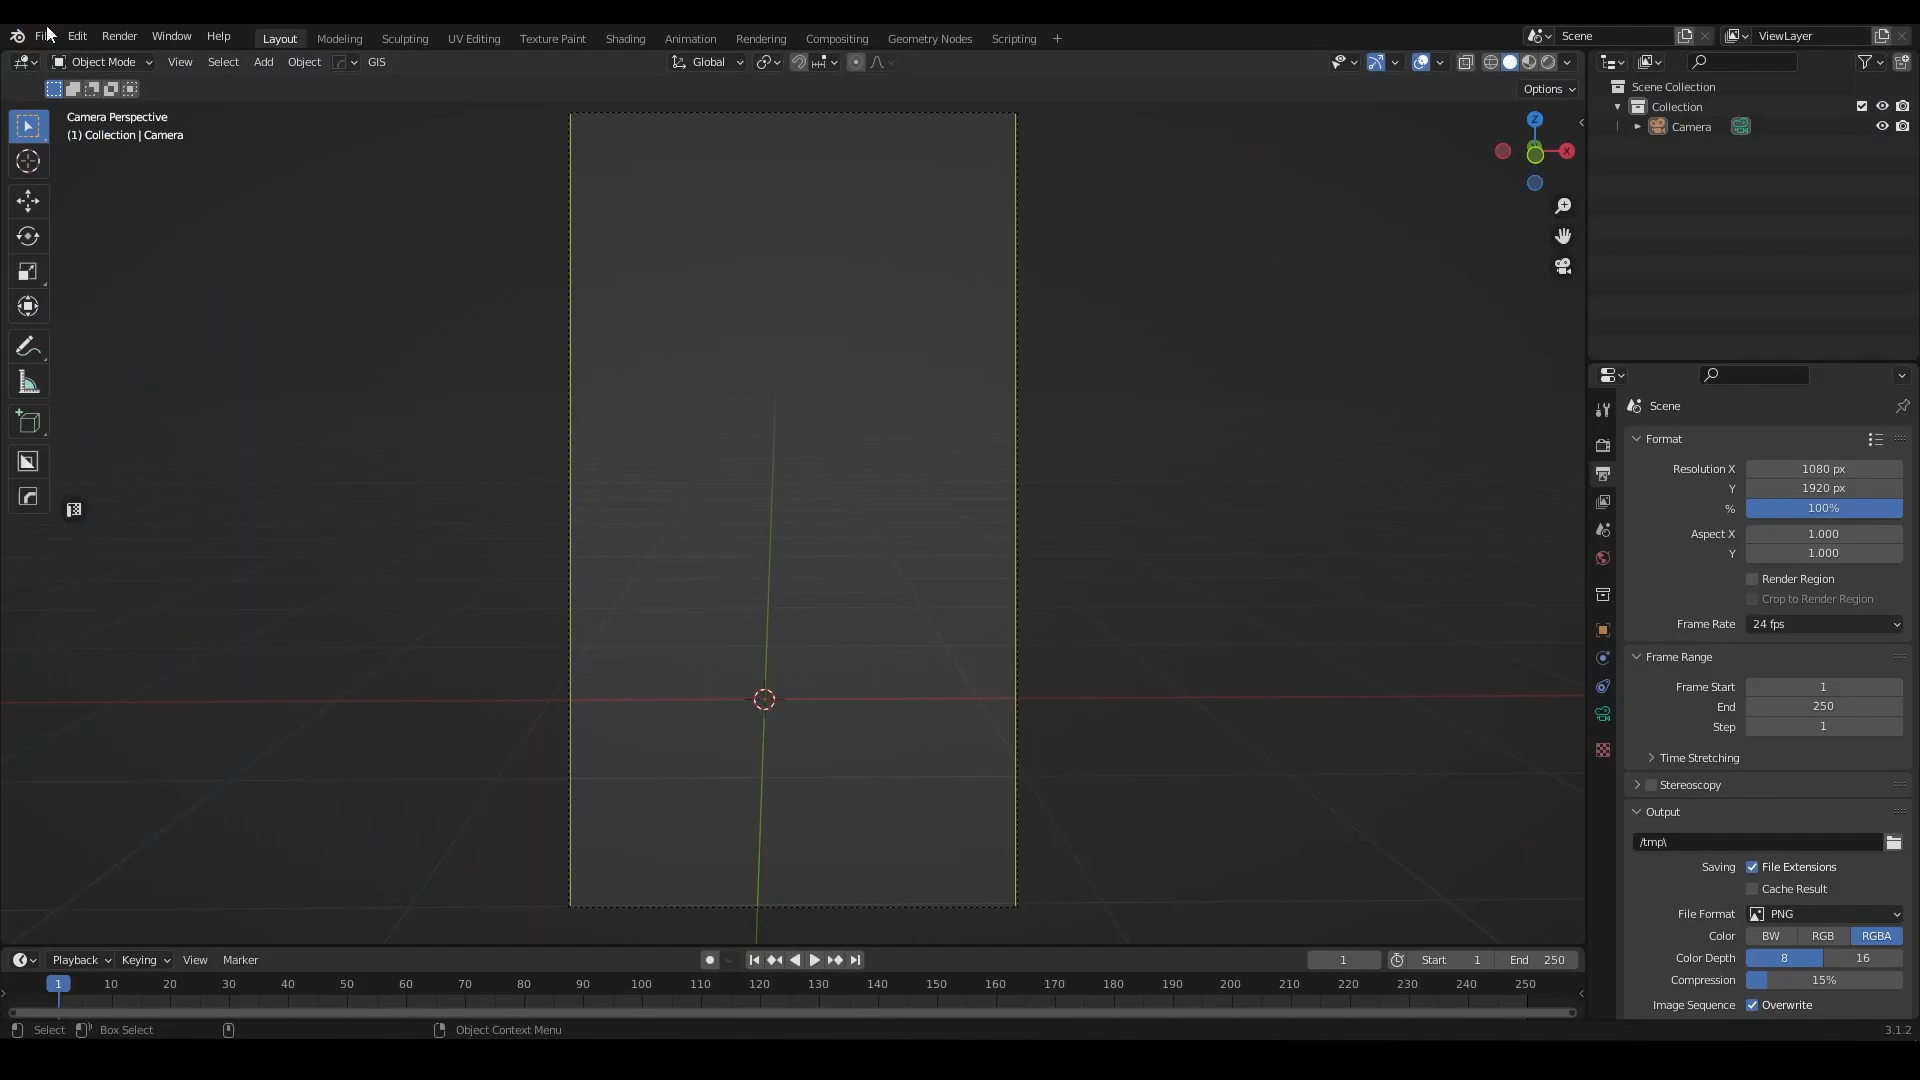 File Edit Render Window Help Layout Modeling Sculpting UV Editing Texture Paint Shading Animation Rendering Compositing Geometry Nodes Scripting + Scene ViewLayer
Object Mode View Select Add Object GIS Global
Options
Camera Perspective
(1) Collection | Camera
Z
X
Scene Collection
Collection
Camera
Scene
Format
Resolution X 1080 px
Y 1920 px
% 100%
Aspect X 1.000
Y 1.000
Render Region
Crop to Render Region
Frame Rate 24 fps
Frame Range
Frame Start 1
End 250
Step 1
Time Stretching
Stereoscopy
Output
/tmp\
Saving File Extensions
Cache Result
File Format PNG
Color BW RGB RGBA
Color Depth 8 16
Compression 15%
Image Sequence Overwrite
Playback Keying View Marker 1 Start 1 End 250
1 10 20 30 40 50 60 70 80 90 100 110 120 130 140 150 160 170 180 190 200 210 220 230 240 250
Select Box Select Object Context Menu 3.1.2